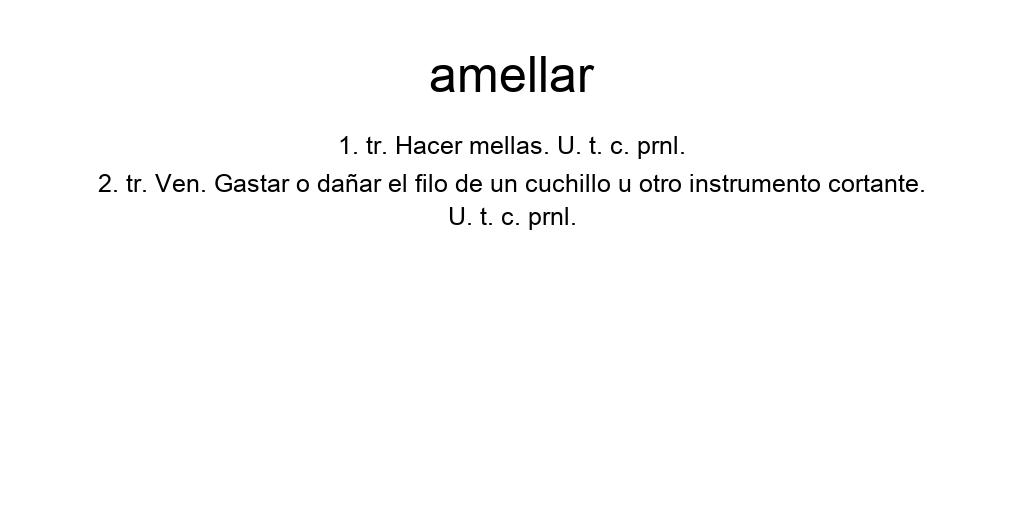 amellar
1. tr. Hacer mellas. U. t. c. prnl.
2. tr. Ven. Gastar o dañar el filo de un cuchillo u otro instrumento cortante.
U. t. c. prnl.